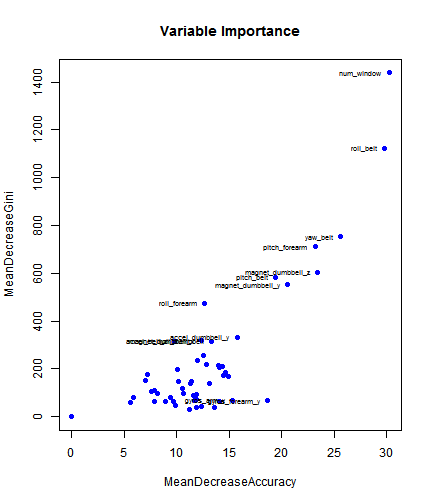 Variable Importance
MeanDecreaseGini
1400
1200
1000
800
600
400
200
0
num_window
roll_belt
yaw_belt
pitch_forearm
magnet_dumbbell_z
pitch_belt
magnet_dumbbell_y
roll_forearm
accel_dumbbell_y
0
5
10
15
20
25
30
MeanDecreaseAccuracy